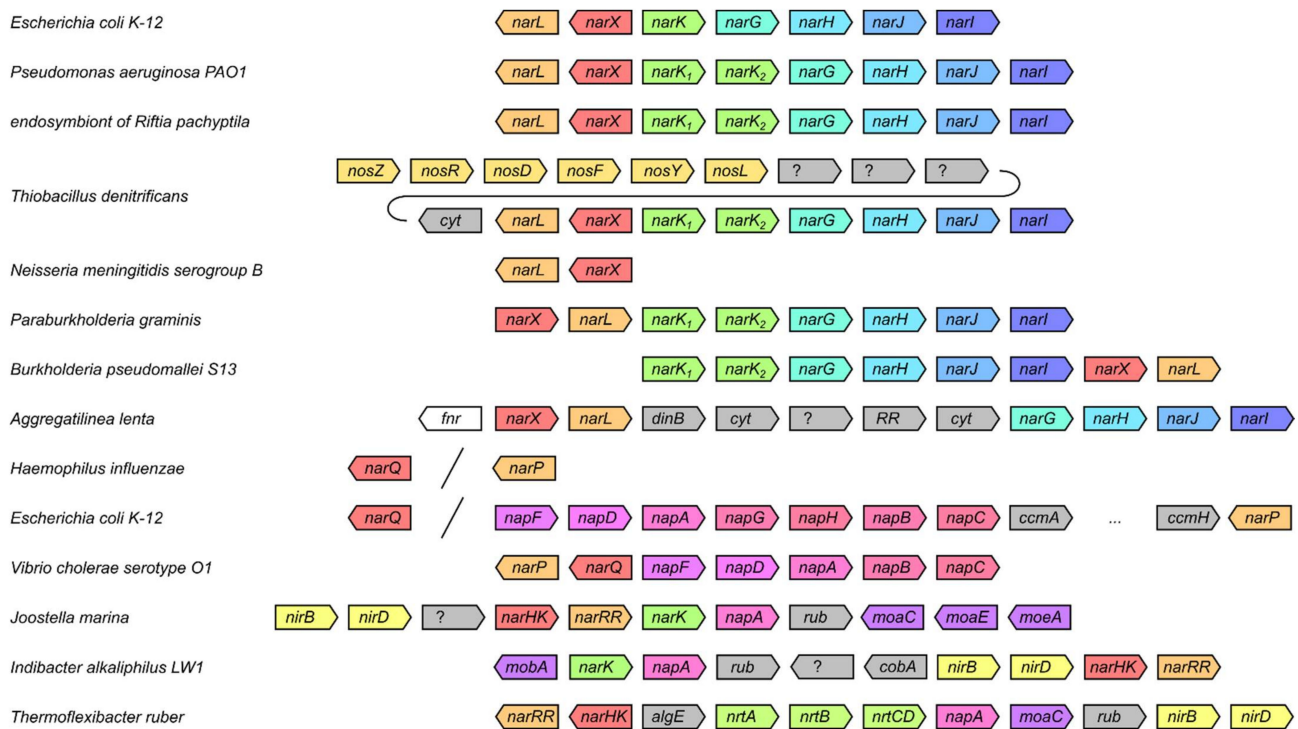 Escherichia coli K-12 narL narX narK narG narH narJ narI
Pseudomonas aeruginosa PAO1 narL narX narK₁ narK₂ narG narH narJ narI
endosymbiont of Riftia pachyptila narL narX narK₁ narK₂ narG narH narJ narI
nosZ nosR nosD nosF nosY nosL ? ? ?
Thiobacillus denitrificans
cyt narL narX narK₁ narK₂ narG narH narJ narI
Neisseria meningitidis serogroup B narL narX
Paraburkholderia graminis narX narL narK₁ narK₂ narG narH narJ narI
Burkholderia pseudomallei S13 narK₁ narK₂ narG narH narJ narI narX narL
Aggregatilinea lenta fnr narX narL dinB cyt ? RR cyt narG narH narJ narI
Haemophilus influenzae narQ narP
Escherichia coli K-12 narQ napF napD napA napG napH napB napC ccmA ... ccmH narP
Vibrio cholerae serotype O1 narP narQ napF napD napA napB napC
Joostella marina nirB nirD ? narHK narRR narK napA rub moaC moaE moeA
Indibacter alkaliphilus LW1 mobA narK napA rub ? cobA nirB nirD narHK narRR
Thermoflexibacter ruber narRR narHK algE nrtA nrtB nrtCD napA moaC rub nirB nirD